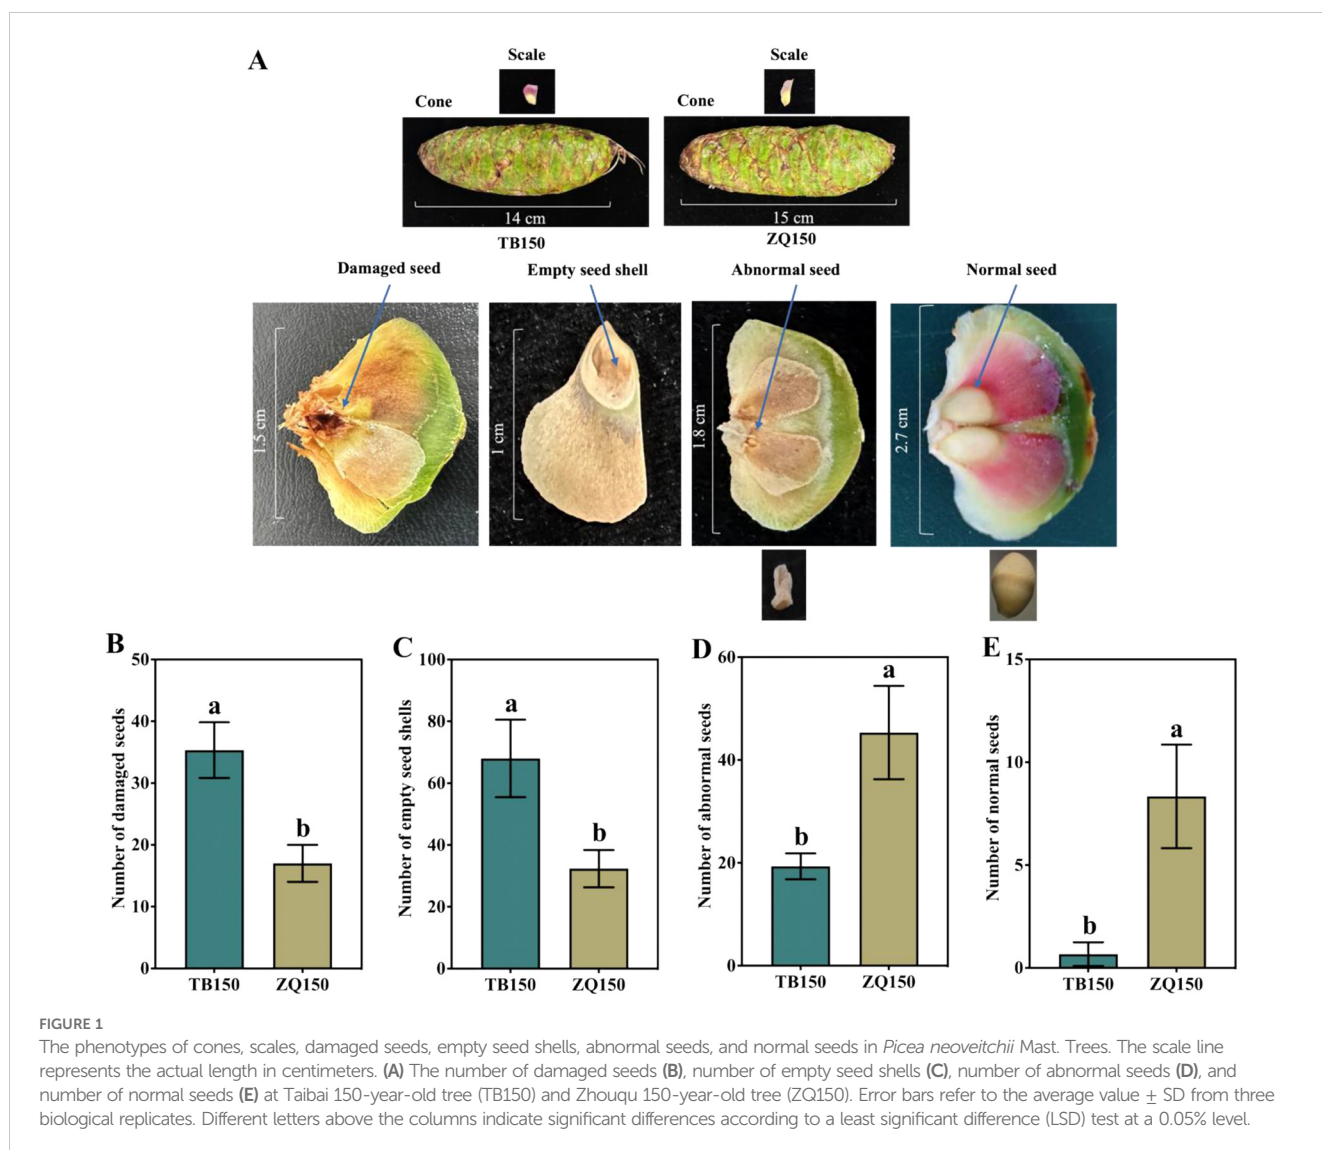 A
Scale
Scale
Cone
Cone
14 cm
15 cm
TB150
ZQ150
Damaged seed
Empty seed shell
Abnormal seed
Normal seed
1.5 cm
1 cm
1.8 cm
2.7 cm
B
50
40
30
20
10
0
Number of damaged seeds
a
b
TB150
ZQ150
C
100
80
60
40
20
0
Number of empty seed shells
a
b
TB150
ZQ150
D
60
40
20
0
Number of abnormal seeds
b
a
TB150
ZQ150
E
15
10
5
0
Number of normal seeds
b
a
TB150
ZQ150
FIGURE 1
The phenotypes of cones, scales, damaged seeds, empty seed shells, abnormal seeds, and normal seeds in Picea neoveitchii Mast. Trees. The scale line
represents the actual length in centimeters. (A) The number of damaged seeds (B), number of empty seed shells (C), number of abnormal seeds (D), and
number of normal seeds (E) at Taibai 150-year-old tree (TB150) and Zhouqu 150-year-old tree (ZQ150). Error bars refer to the average value ± SD from three
biological replicates. Different letters above the columns indicate significant differences according to a least significant difference (LSD) test at a 0.05% level.